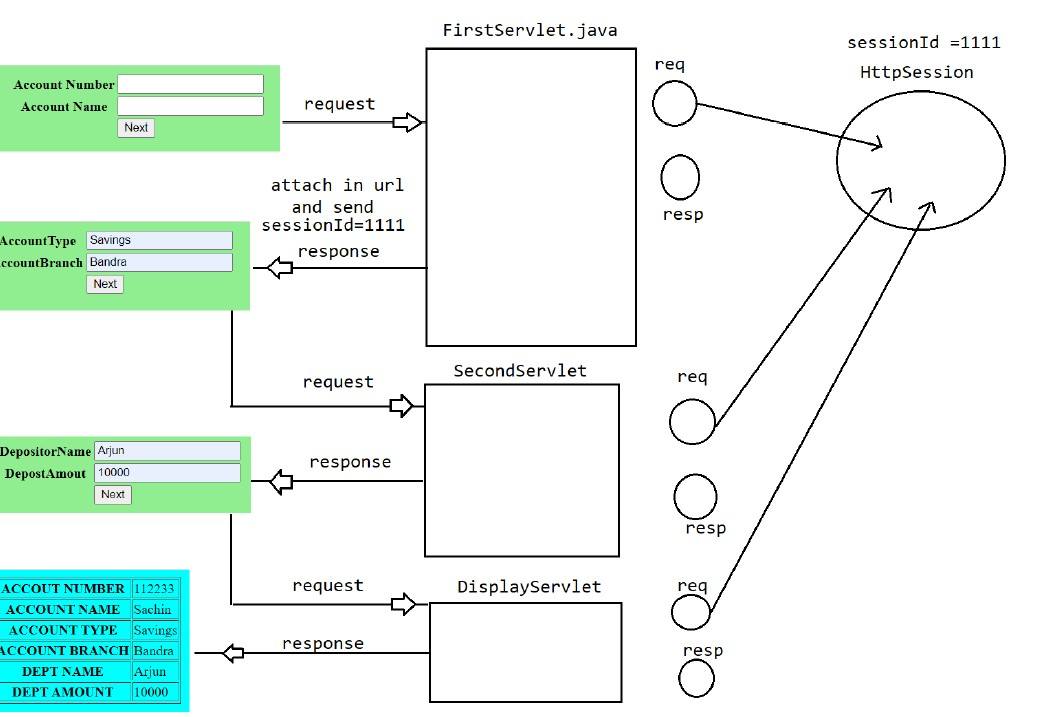 FirstServlet.java
sessionId =1111
HttpSession
req
Account Number
Account Name
Next
request
resp
attach in url
and send
sessionId=1111
response
AccountType Savings
ccountBranch Bandra
Next
SecondServlet
req
request
DepositorName Arjun
DepostAmout 10000
Next
response
resp
DisplayServlet
req
request
response
resp
ACCOUT NUMBER 112233
ACCOUNT NAME Sachin
ACCOUNT TYPE Savings
ACCOUNT BRANCH Bandra
DEPT NAME Arjun
DEPT AMOUNT 10000